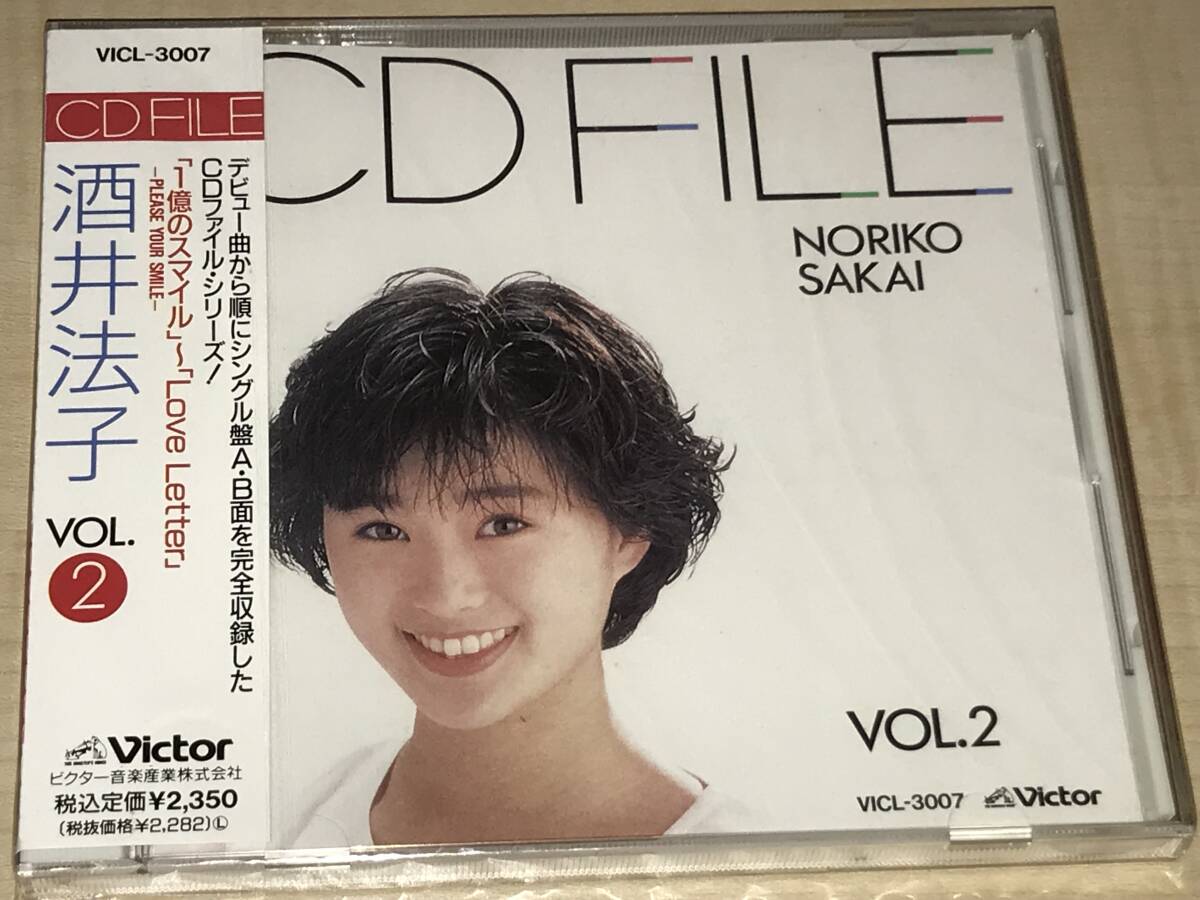 VICL-3007
CD FILE
酒井法子
VOL.
2
「1億のスマイル」〜「Love Letter」
−PLEASE YOUR SMILE−
デビュー曲から順にシングル盤A・B面を完全収録した
CDファイル・シリーズ!
Victor
ビクター音楽産業株式会社
税込定価¥2,350
(税抜価格¥2,282)Ⓛ
CD FILE
NORIKO
SAKAI
VOL.2
VICL-3007 Victor